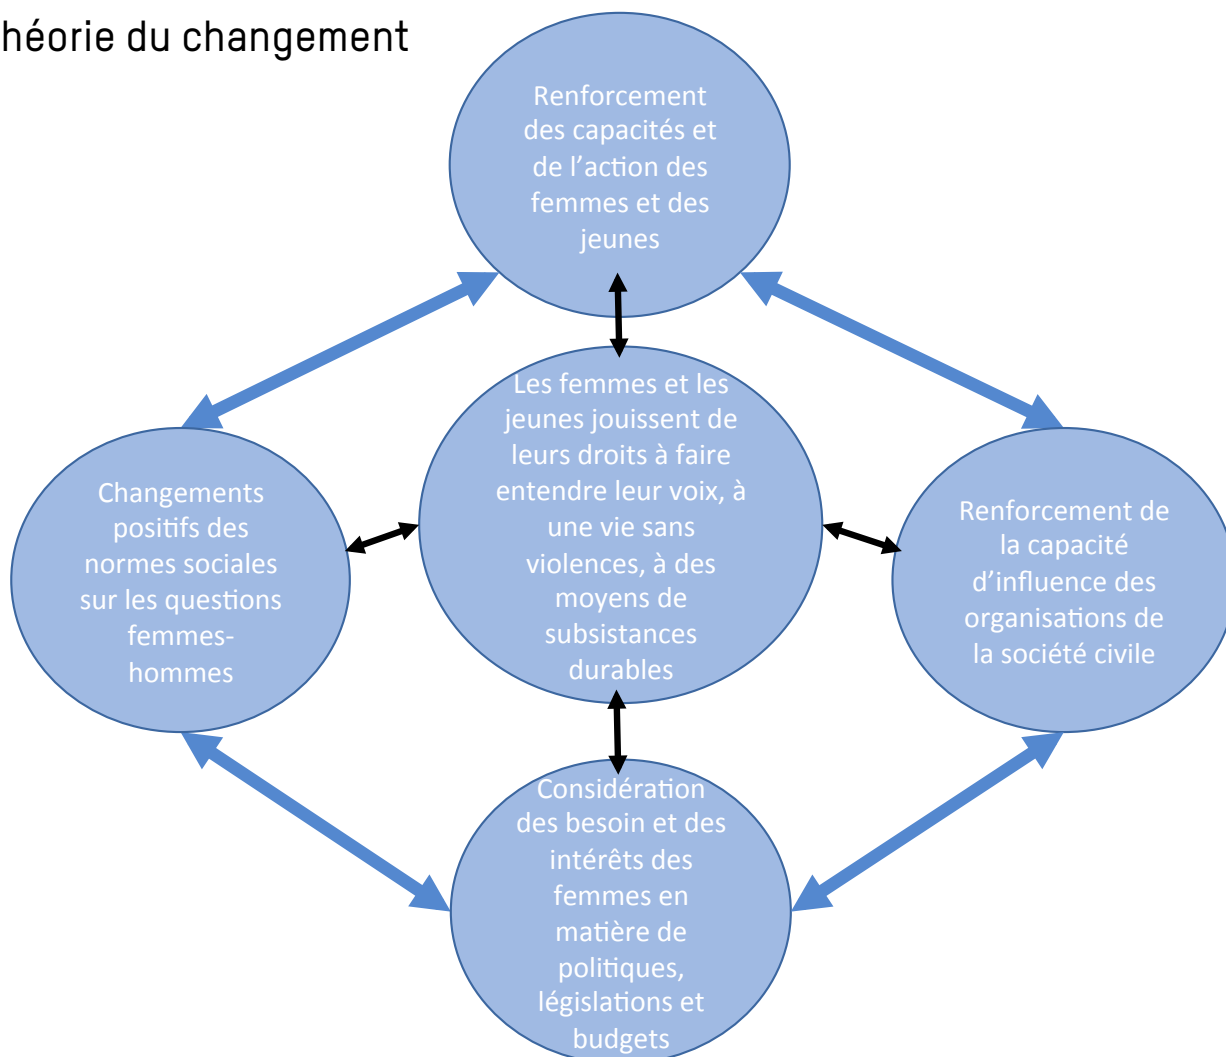 héorie du changement
Renforcement
des capacités et
de l’action des
femmes et des
jeunes
Les femmes et les
jeunes jouissent de
leurs droits à faire
entendre leur voix, à
une vie sans
violences, à des
moyens de
subsistances
durables
Changements
positifs des
normes sociales
sur les questions
femmes-
hommes
Renforcement de
la capacité
d’influence des
organisations de
la société civile
Considération
des besoin et des
intérêts des
femmes en
matière de
politiques,
législations et
budgets